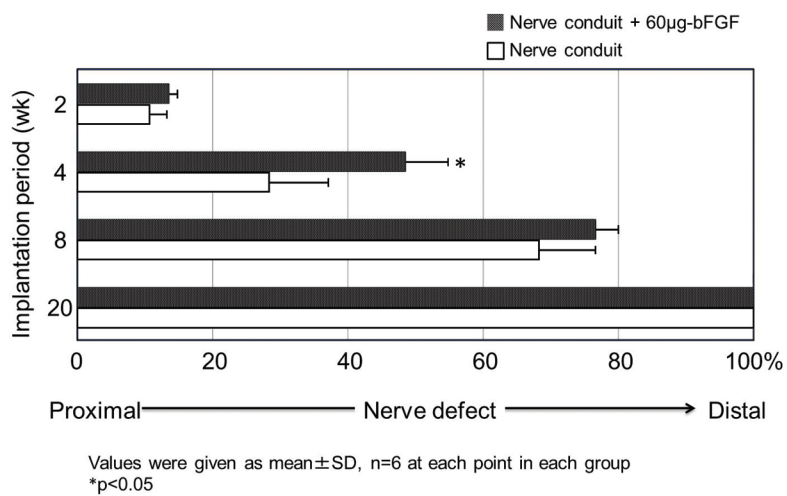 Nerve conduit + 60μg-bFGF
Nerve conduit
Implantation period (wk)
2
4
*
8
20
0 20 40 60 80 100%
Proximal Nerve defect Distal
Values were given as mean±SD, n=6 at each point in each group
*p<0.05